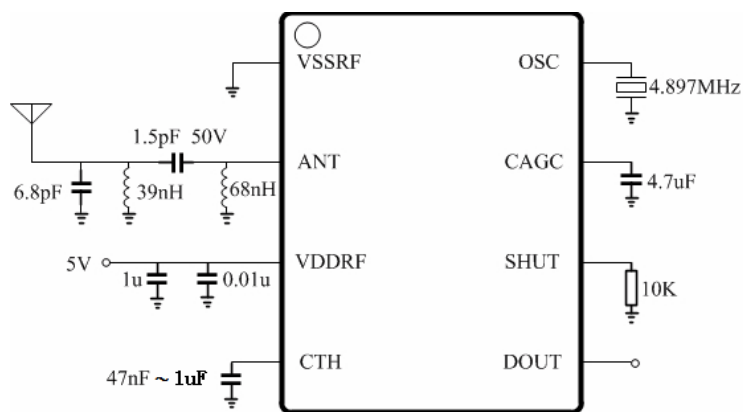 VSSRF
OSC
4.897MHz
1.5pF 50V
ANT
CAGC
6.8pF
39nH
68nH
4.7uF
5V
VDDRF
SHUT
1u
0.01u
10K
47nF ~ 1uF
CTH
DOUT